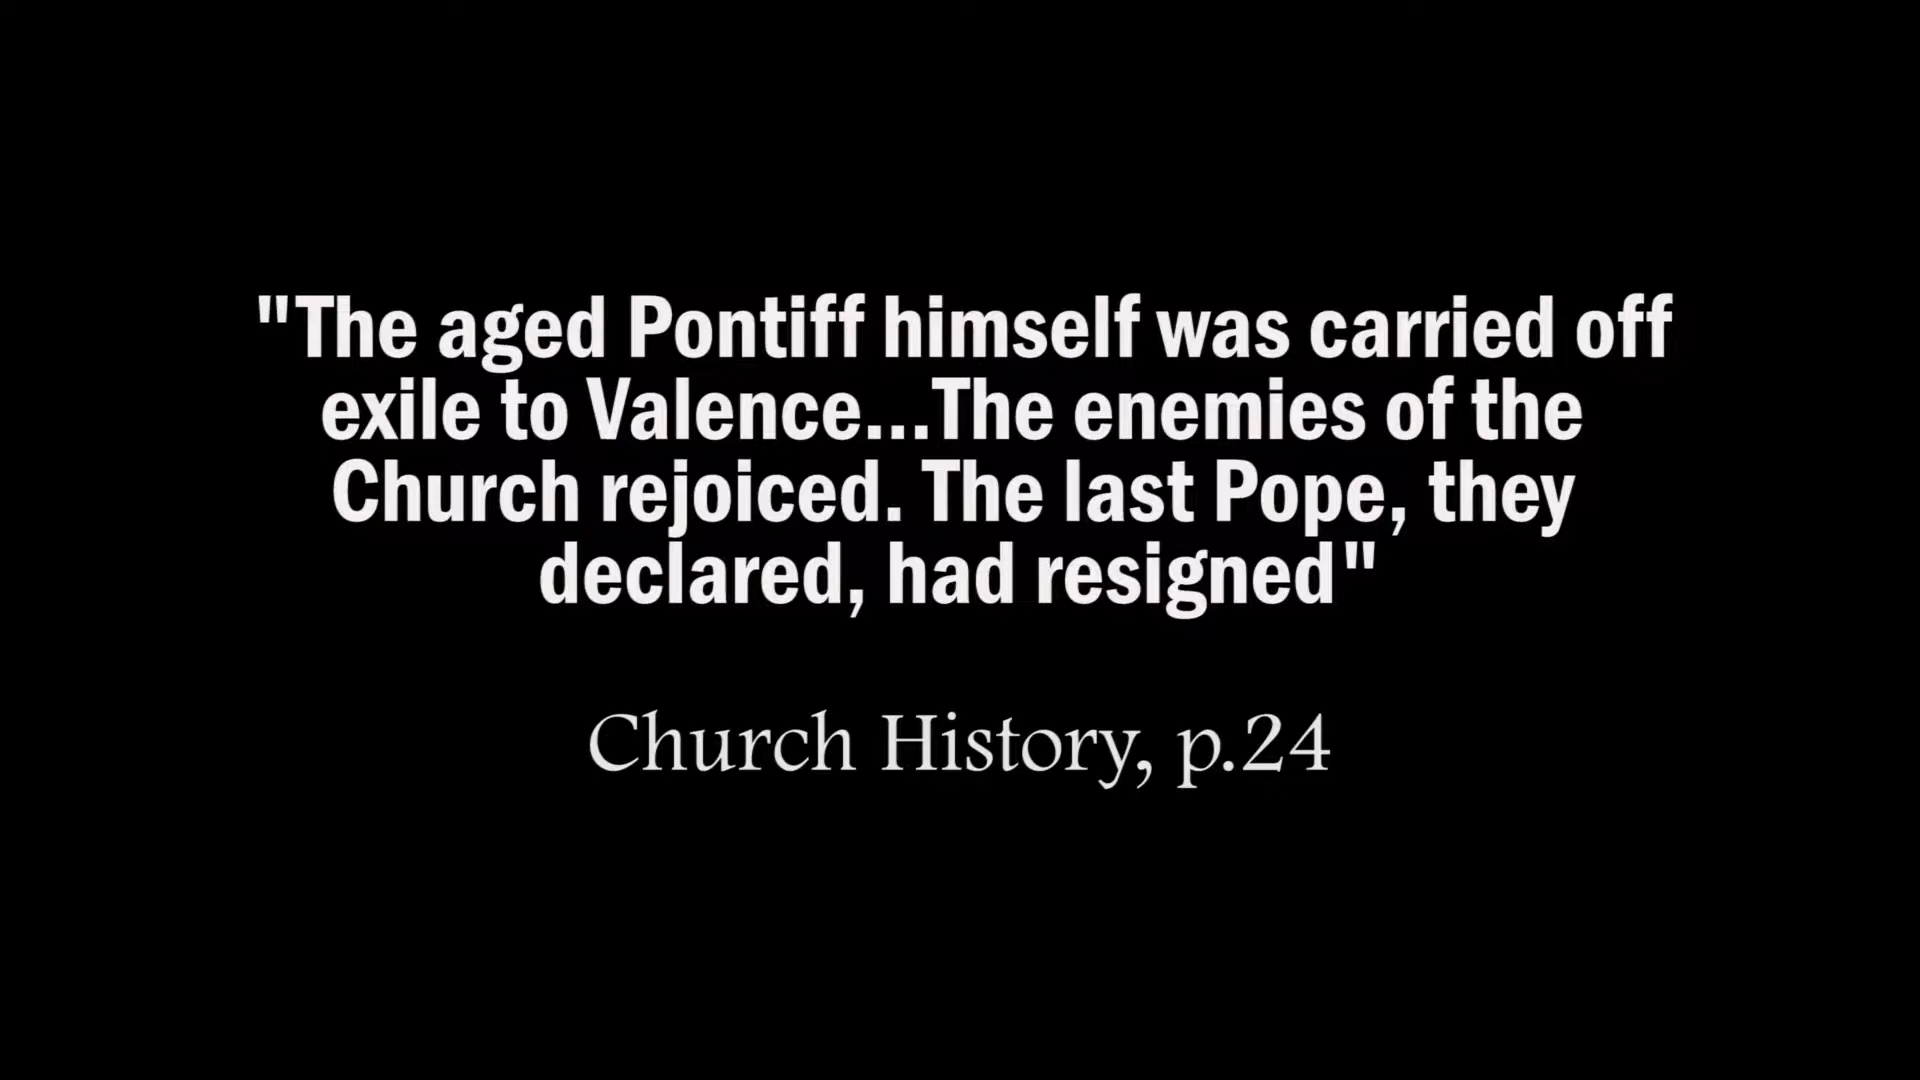 "The aged Pontiff himself was carried off
exile to Valence...The enemies of the
Church rejoiced. The last Pope, they
declared, had resigned"
Church History, p.24